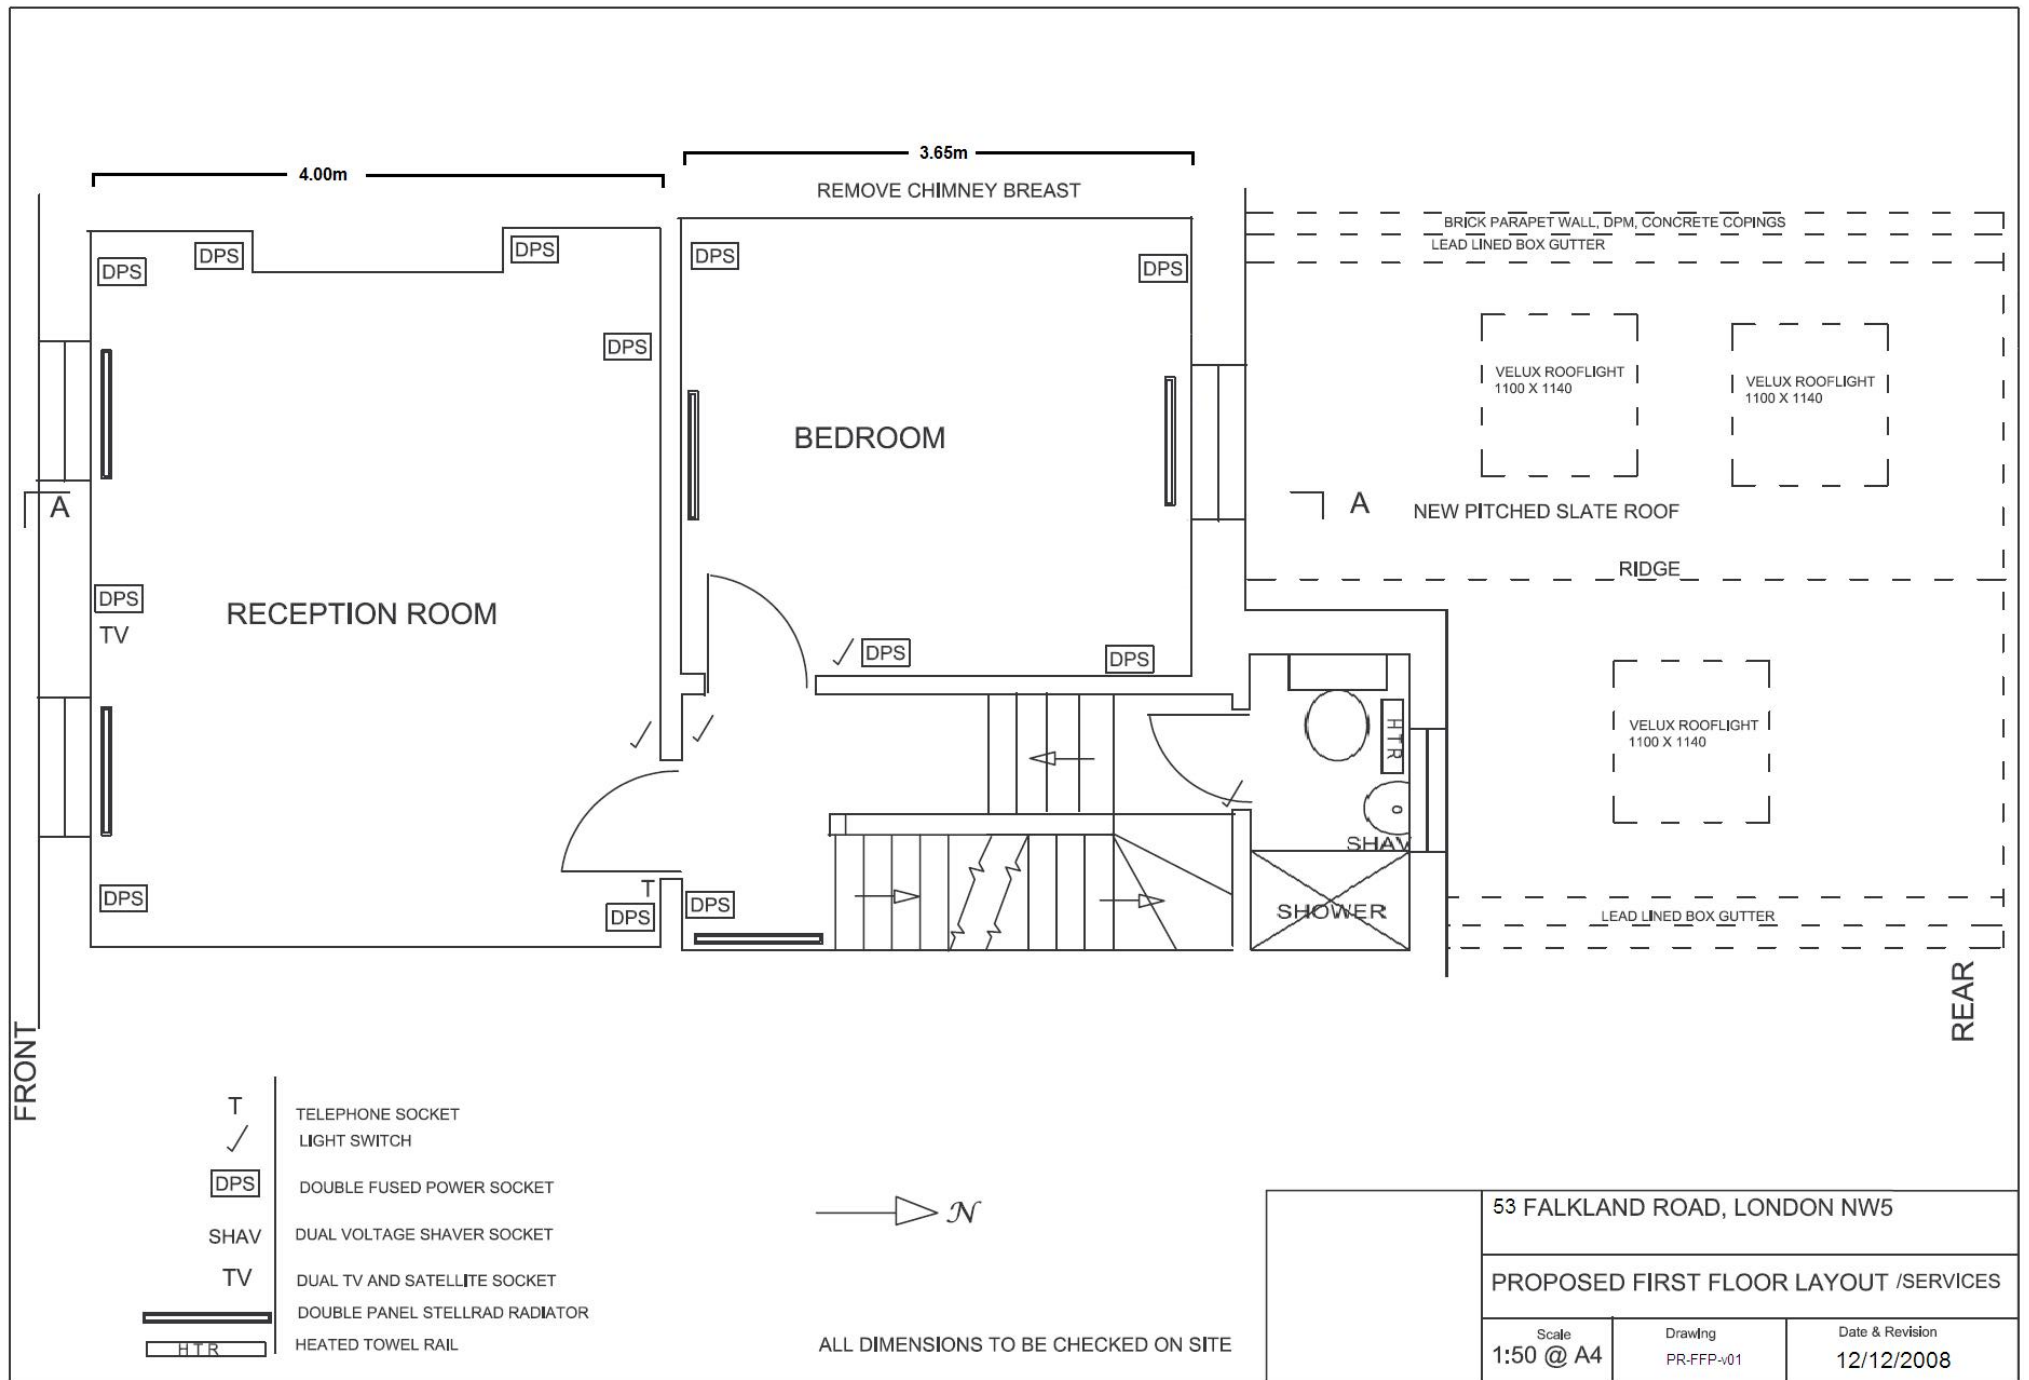 4.00m
3.65m
REMOVE CHIMNEY BREAST
BRICK PARAPET WALL, DPM, CONCRETE COPINGS
LEAD LINED BOX GUTTER
DPS
DPS
DPS
DPS
DPS
DPS
VELUX ROOFLIGHT
1100 X 1140
VELUX ROOFLIGHT
1100 X 1140
BEDROOM
A
A
NEW PITCHED SLATE ROOF
RIDGE
DPS
TV
RECEPTION ROOM
DPS
DPS
HTR
VELUX ROOFLIGHT
1100 X 1140
SHAV
DPS
T
DPS
DPS
SHOWER
LEAD LINED BOX GUTTER
FRONT
REAR
T
TELEPHONE SOCKET
LIGHT SWITCH
DPS
DOUBLE FUSED POWER SOCKET
SHAV
DUAL VOLTAGE SHAVER SOCKET
TV
DUAL TV AND SATELLITE SOCKET
DOUBLE PANEL STELLRAD RADIATOR
HTR
HEATED TOWEL RAIL
N
ALL DIMENSIONS TO BE CHECKED ON SITE
53 FALKLAND ROAD, LONDON NW5
PROPOSED FIRST FLOOR LAYOUT /SERVICES
Scale
1:50 @ A4
Drawing
PR-FFP-v01
Date & Revision
12/12/2008